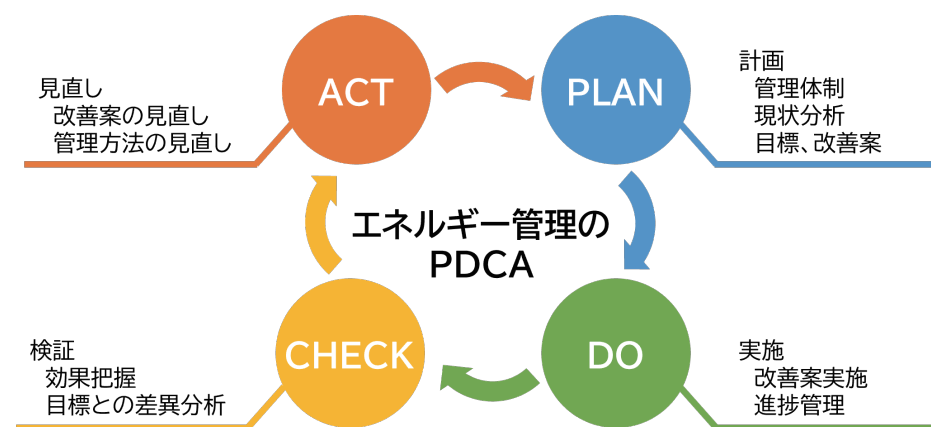 ACT
見直し
改善案の見直し
管理方法の見直し
PLAN
計画
管理体制
現状分析
目標、改善案
エネルギー管理の
PDCA
CHECK
検証
効果把握
目標との差異分析
DO
実施
改善案実施
進捗管理